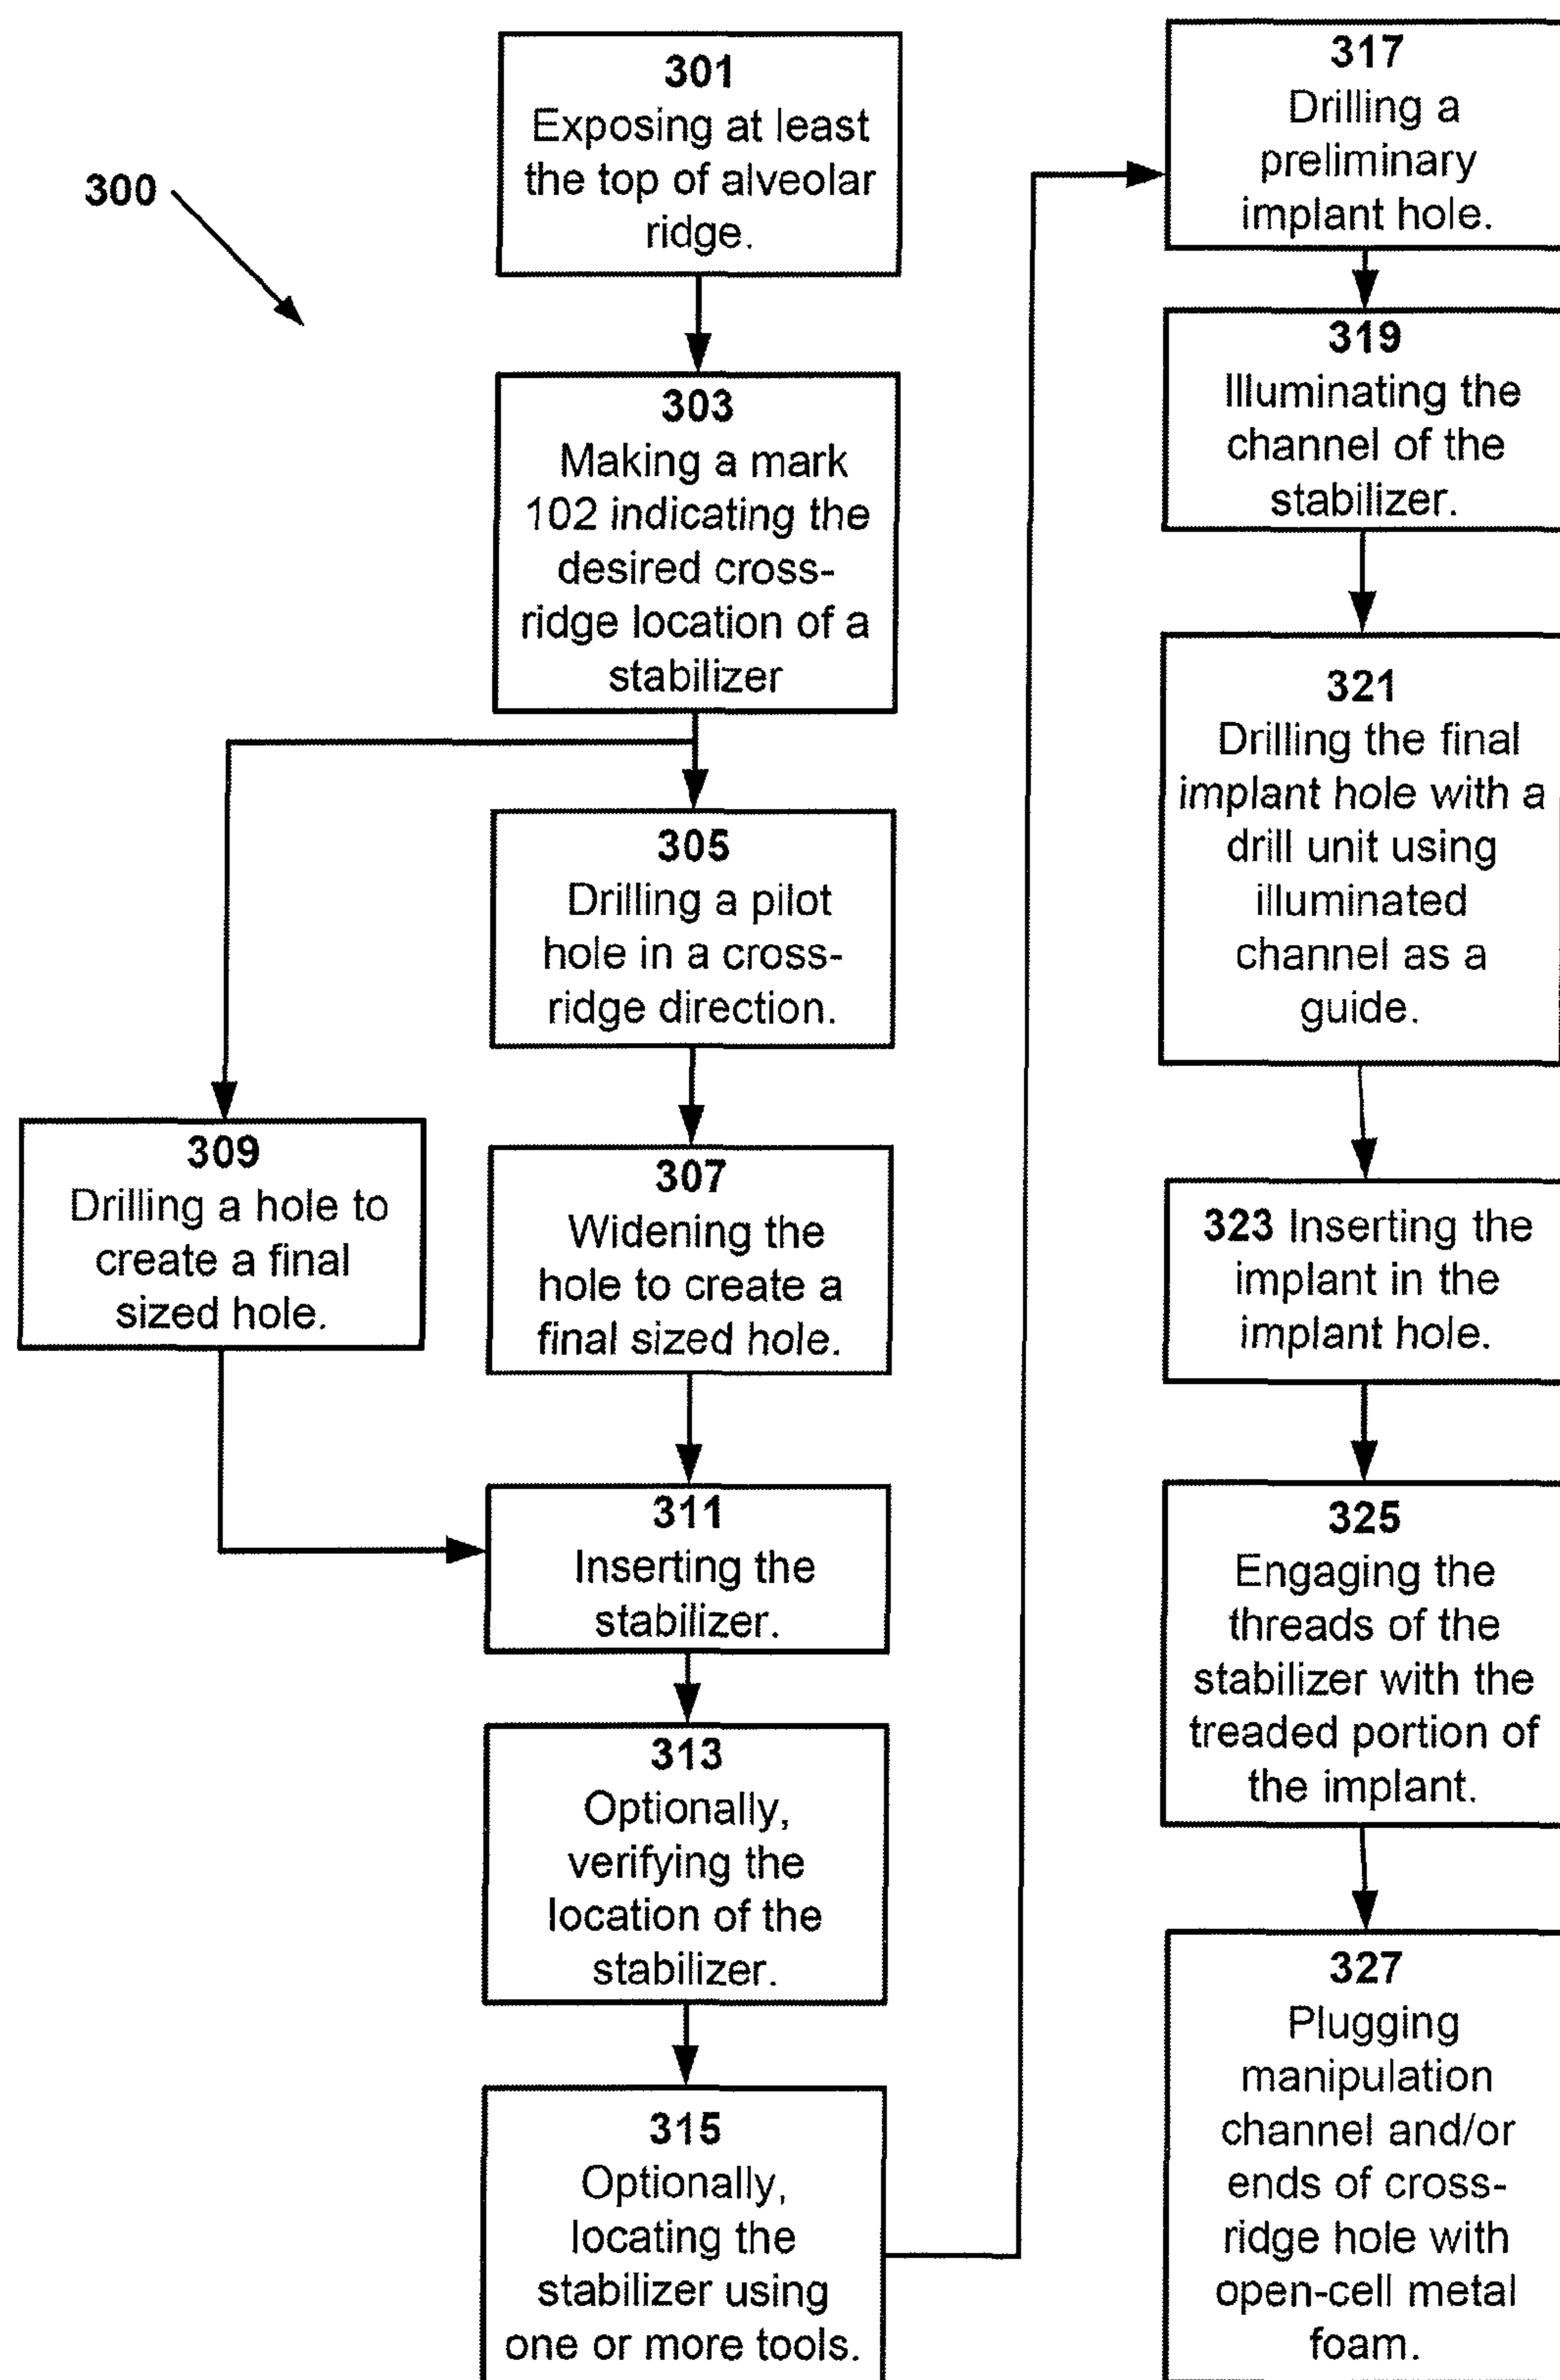 300
301
Exposing at least
the top of alveolar
ridge.
303
Making a mark
102 indicating the
desired cross-
ridge location of a
stabilizer
305
Drilling a pilot
hole in a cross-
ridge direction.
307
Widening the
hole to create a
final sized hole.
309
Drilling a hole to
create a final
sized hole.
311
Inserting the
stabilizer.
313
Optionally,
verifying the
location of the
stabilizer.
315
Optionally,
locating the
stabilizer using
one or more tools.
317
Drilling a
preliminary
implant hole.
319
Illuminating the
channel of the
stabilizer.
321
Drilling the final
implant hole with a
drill unit using
illuminated
channel as a
guide.
323 Inserting the
implant in the
implant hole.
325
Engaging the
threads of the
stabilizer with the
treaded portion of
the implant.
327
Plugging
manipulation
channel and/or
ends of cross-
ridge hole with
open-cell metal
foam.